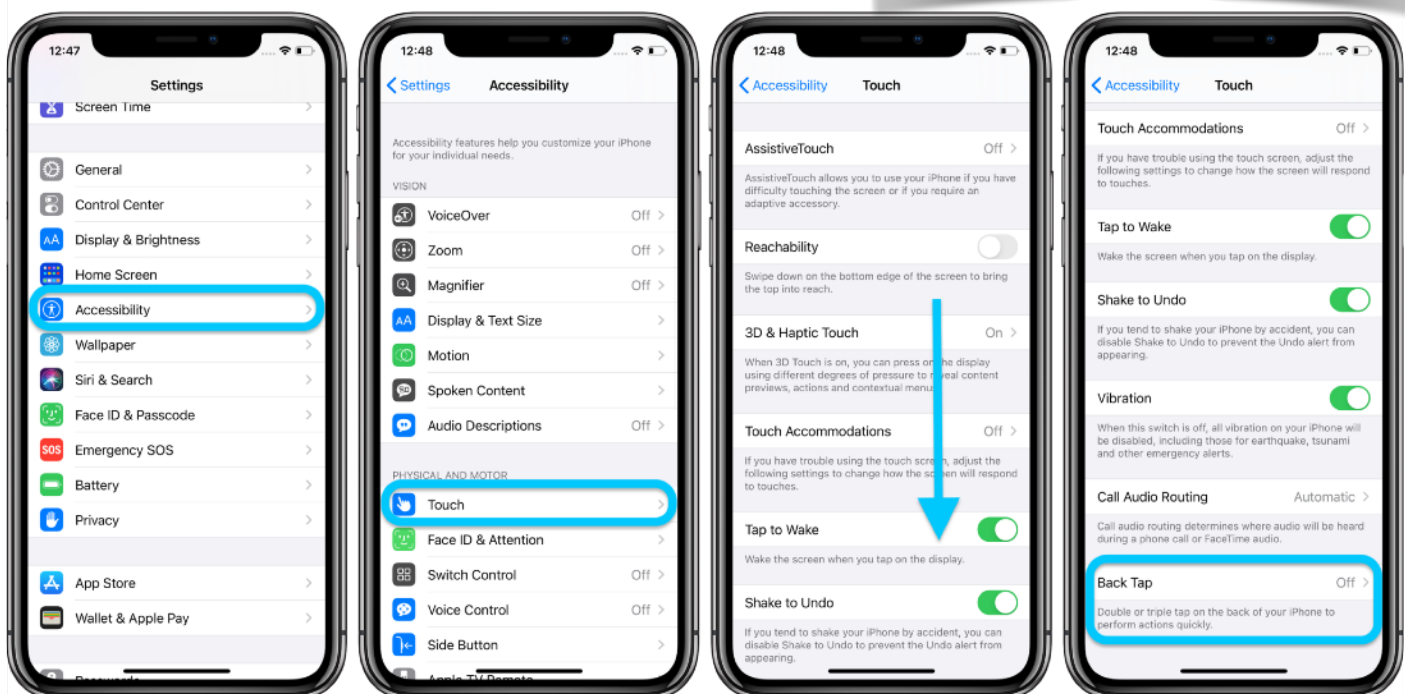 12:47
Settings
Screen Time
General
Control Center
AA Display & Brightness
Home Screen
Accessibility
Wallpaper
Siri & Search
Face ID & Passcode
SOS Emergency SOS
Battery
Privacy
App Store
Wallet & Apple Pay
12:48
Settings Accessibility
Accessibility features help you customize your iPhone
for your individual needs.
VISION
VoiceOver Off
Zoom Off
Magnifier Off
AA Display & Text Size
Motion
Spoken Content
Audio Descriptions Off
PHYSICAL AND MOTOR
Touch
Face ID & Attention
Switch Control Off
Voice Control Off
Side Button
Apple TV Remote
12:48
Accessibility Touch
AssistiveTouch Off
AssistiveTouch allows you to use your iPhone if you have
difficulty touching the screen or if you require an
adaptive accessory.
Reachability
Swipe down on the bottom edge of the screen to bring
the top into reach.
3D & Haptic Touch On
When 3D Touch is on, you can press on the display
using different degrees of pressure to reveal content
previews, actions and contextual menus.
Touch Accommodations Off
If you have trouble using the touch screen, adjust the
following settings to change how the screen will respond
to touches.
Tap to Wake
Wake the screen when you tap on the display.
Shake to Undo
If you tend to shake your iPhone by accident, you can
disable Shake to Undo to prevent the Undo alert from
appearing.
12:48
Accessibility Touch
Touch Accommodations Off
If you have trouble using the touch screen, adjust the
following settings to change how the screen will respond
to touches.
Tap to Wake
Wake the screen when you tap on the display.
Shake to Undo
If you tend to shake your iPhone by accident, you can
disable Shake to Undo to prevent the Undo alert from
appearing.
Vibration
When this switch is off, all vibration on your iPhone will
be disabled, including those for earthquake, tsunami
and other emergency alerts.
Call Audio Routing Automatic
Call audio routing determines where audio will be heard
during a phone call or FaceTime audio.
Back Tap Off
Double or triple tap on the back of your iPhone to
perform actions quickly.